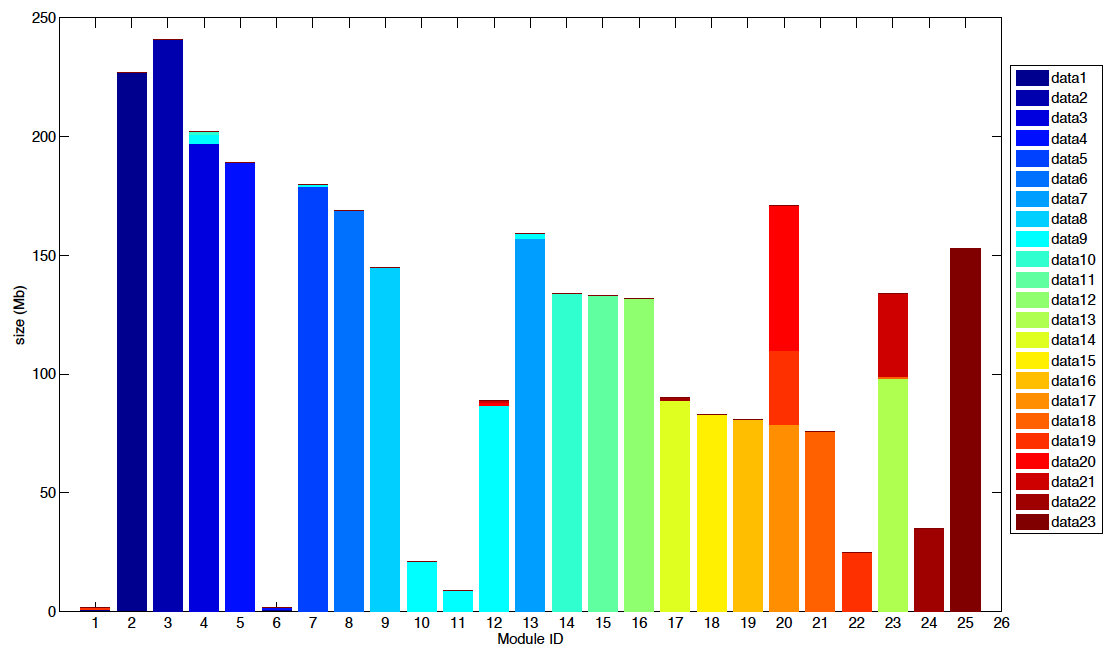 250
200
150
100
50
0
size (Mb)
1 2 3 4 5 6 7 8 9 10 11 12 13 14 15 16 17 18 19 20 21 22 23 24 25 26
Module ID
data1
data2
data3
data4
data5
data6
data7
data8
data9
data10
data11
data12
data13
data14
data15
data16
data17
data18
data19
data20
data21
data22
data23